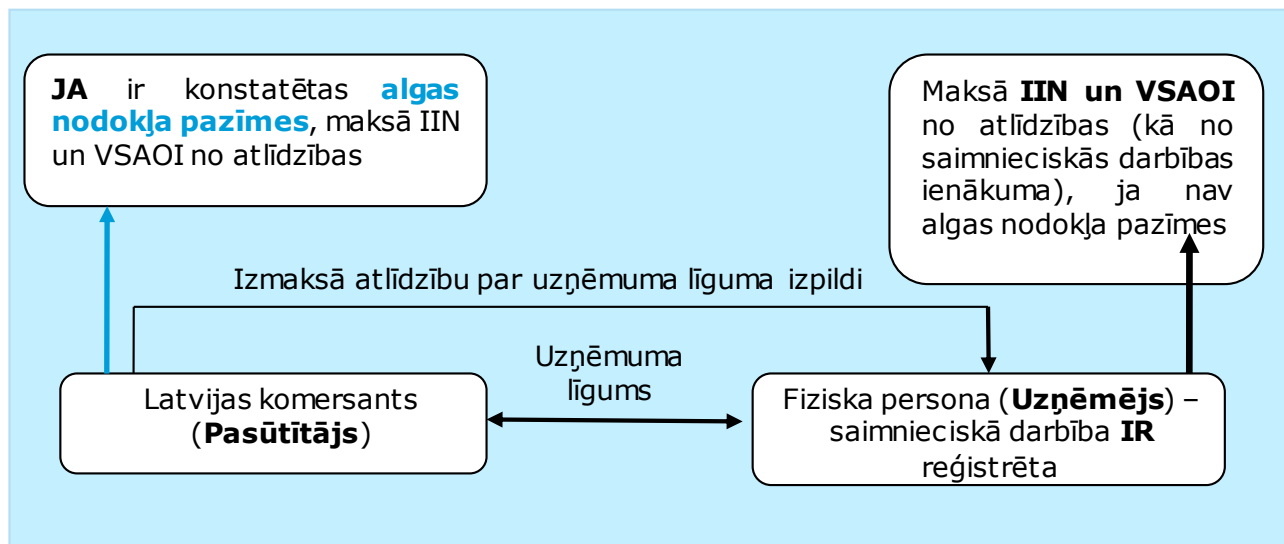 JA ir konstatētas algas
nodokļa pazīmes, maksā IIN
un VSAOI no atlīdzības
Maksā IIN un VSAOI
no atlīdzības (kā no
saimnieciskās darbības
ienākuma), ja nav
algas nodokļa pazīmes
Izmaksā atlīdzību par uzņēmuma līguma izpildi
Uzņēmuma
līgums
Latvijas komersants
(Pasūtītājs)
Fiziska persona (Uzņēmējs) –
saimnieciskā darbība IR
reģistrēta